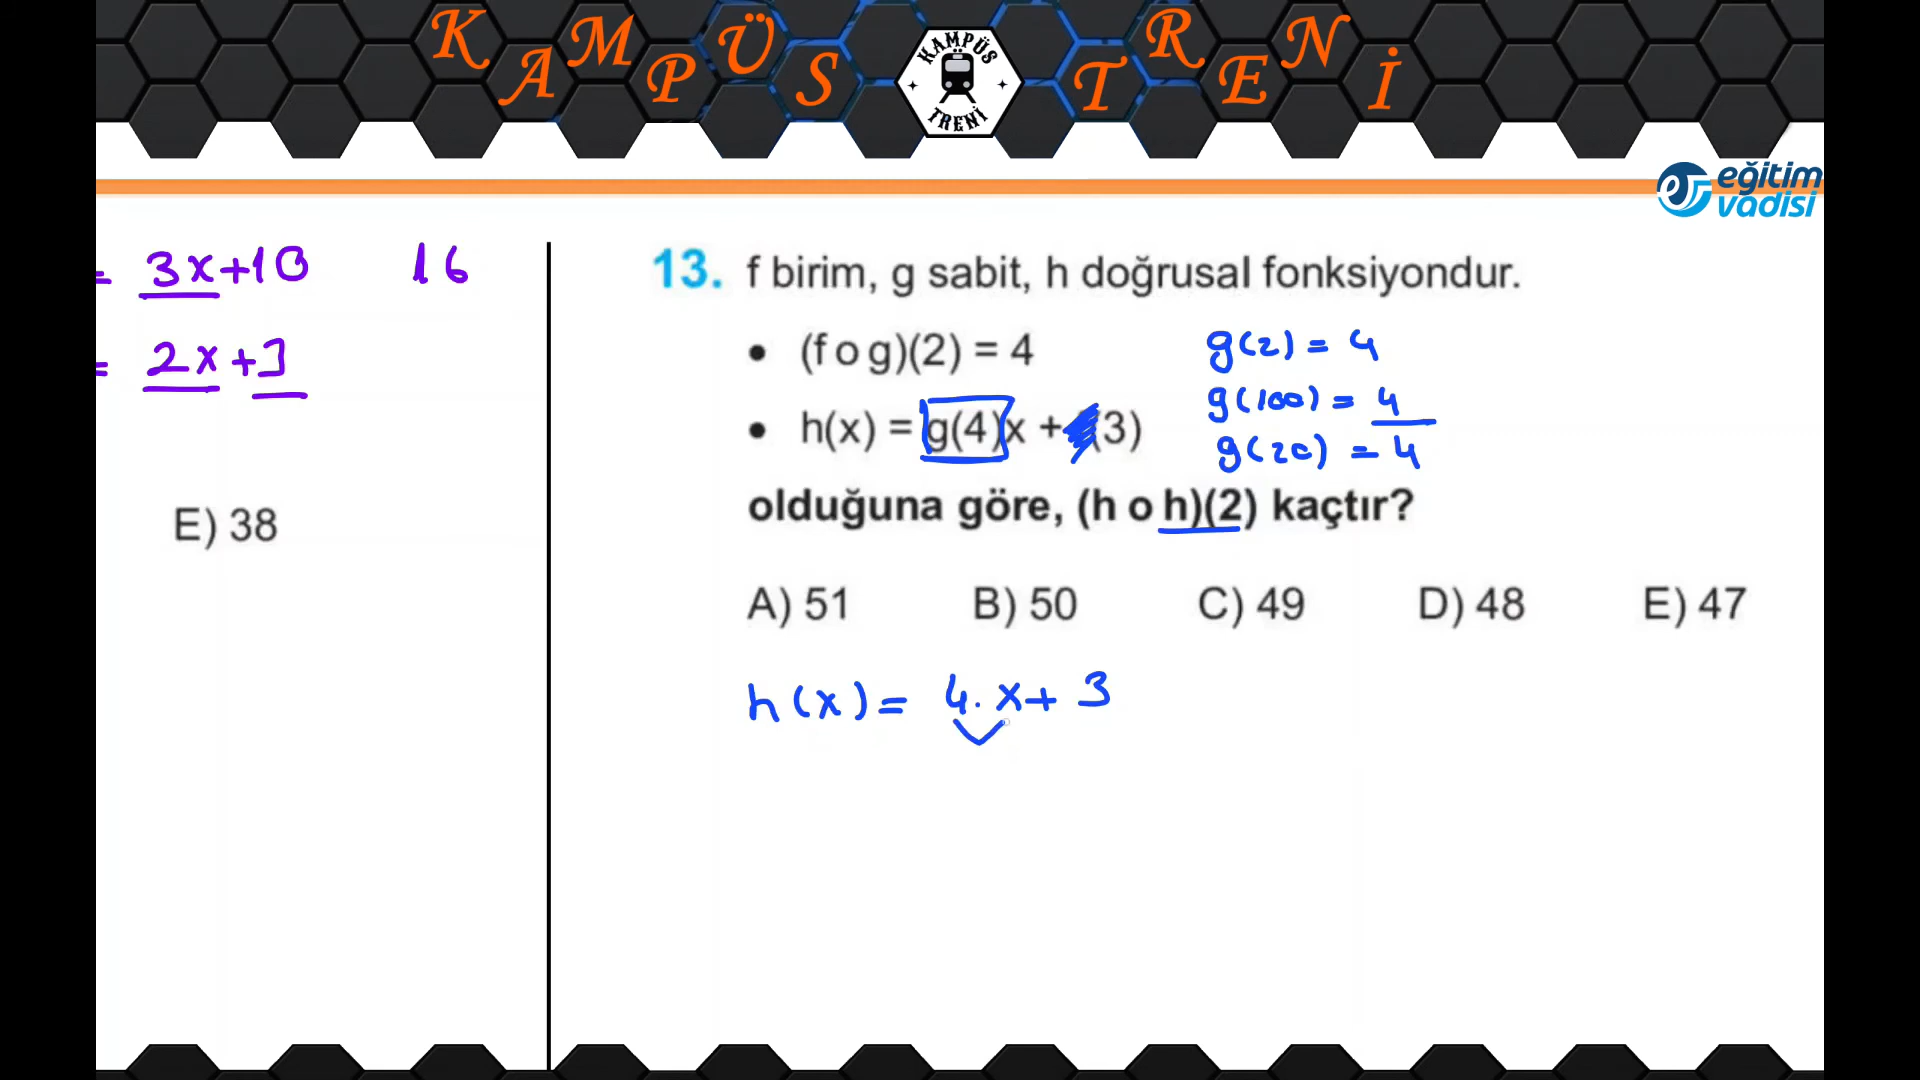 KAMPÜS TRENİ
KAMPÜS
TRENİ
eğitim
vadisi
= 3x+10 16
= 2x+3
E) 38
13. f birim, g sabit, h doğrusal fonksiyondur.
• (f o g)(2) = 4
g(2) = 4
g(100) = 4
• h(x) = g(4)x + (3)
g(20) = 4
olduğuna göre, (h o h)(2) kaçtır?
A) 51 B) 50 C) 49 D) 48 E) 47
h(x) = 4.x+3